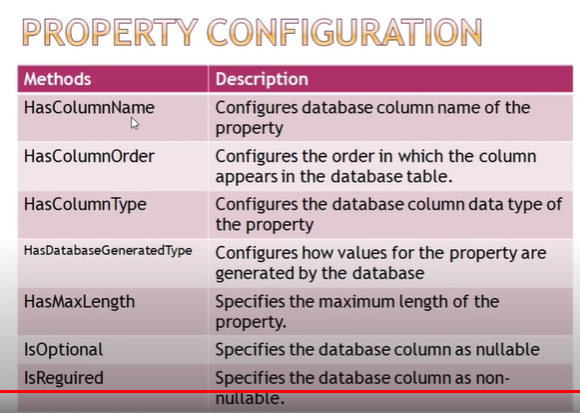 PROPERTY CONFIGURATION
Methods Description
HasColumnName Configures database column name of the
property
HasColumnOrder Configures the order in which the column
appears in the database table.
HasColumnType Configures the database column data type of
the property
HasDatabaseGeneratedType Configures how values for the property are
generated by the database
HasMaxLength Specifies the maximum length of the
property.
IsOptional Specifies the database column as nullable
IsReguired Specifies the database column as non-
nullable.